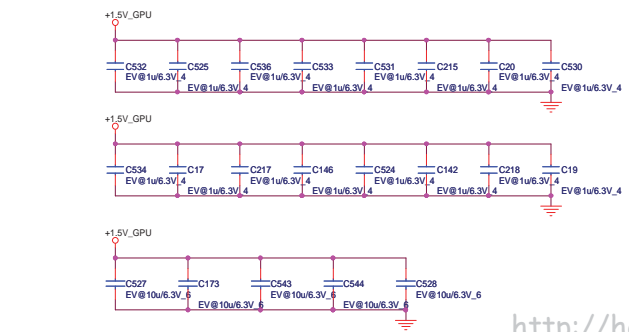 +1.5V_GPU
C532 C525 C536 C533 C531 C215 C20 C530
EV@1u/6.3V_4 EV@1u/6.3V_4 EV@1u/6.3V_4 EV@1u/6.3V_4
EV@1u/6.3V_4 EV@1u/6.3V_4 EV@1u/6.3V_4 EV@1u/6.3V_4
+1.5V_GPU
C534 C17 C217 C146 C524 C142 C218 C19
EV@1u/6.3V_4 EV@1u/6.3V_4 EV@1u/6.3V_4 EV@1u/6.3V_4
EV@1u/6.3V_4 EV@1u/6.3V_4 EV@1u/6.3V_4 EV@1u/6.3V_4
+1.5V_GPU
C527 C173 C543 C544 C528
EV@10u/6.3V_6 EV@10u/6.3V_6 EV@10u/6.3V_6
EV@10u/6.3V_6 EV@10u/6.3V_6